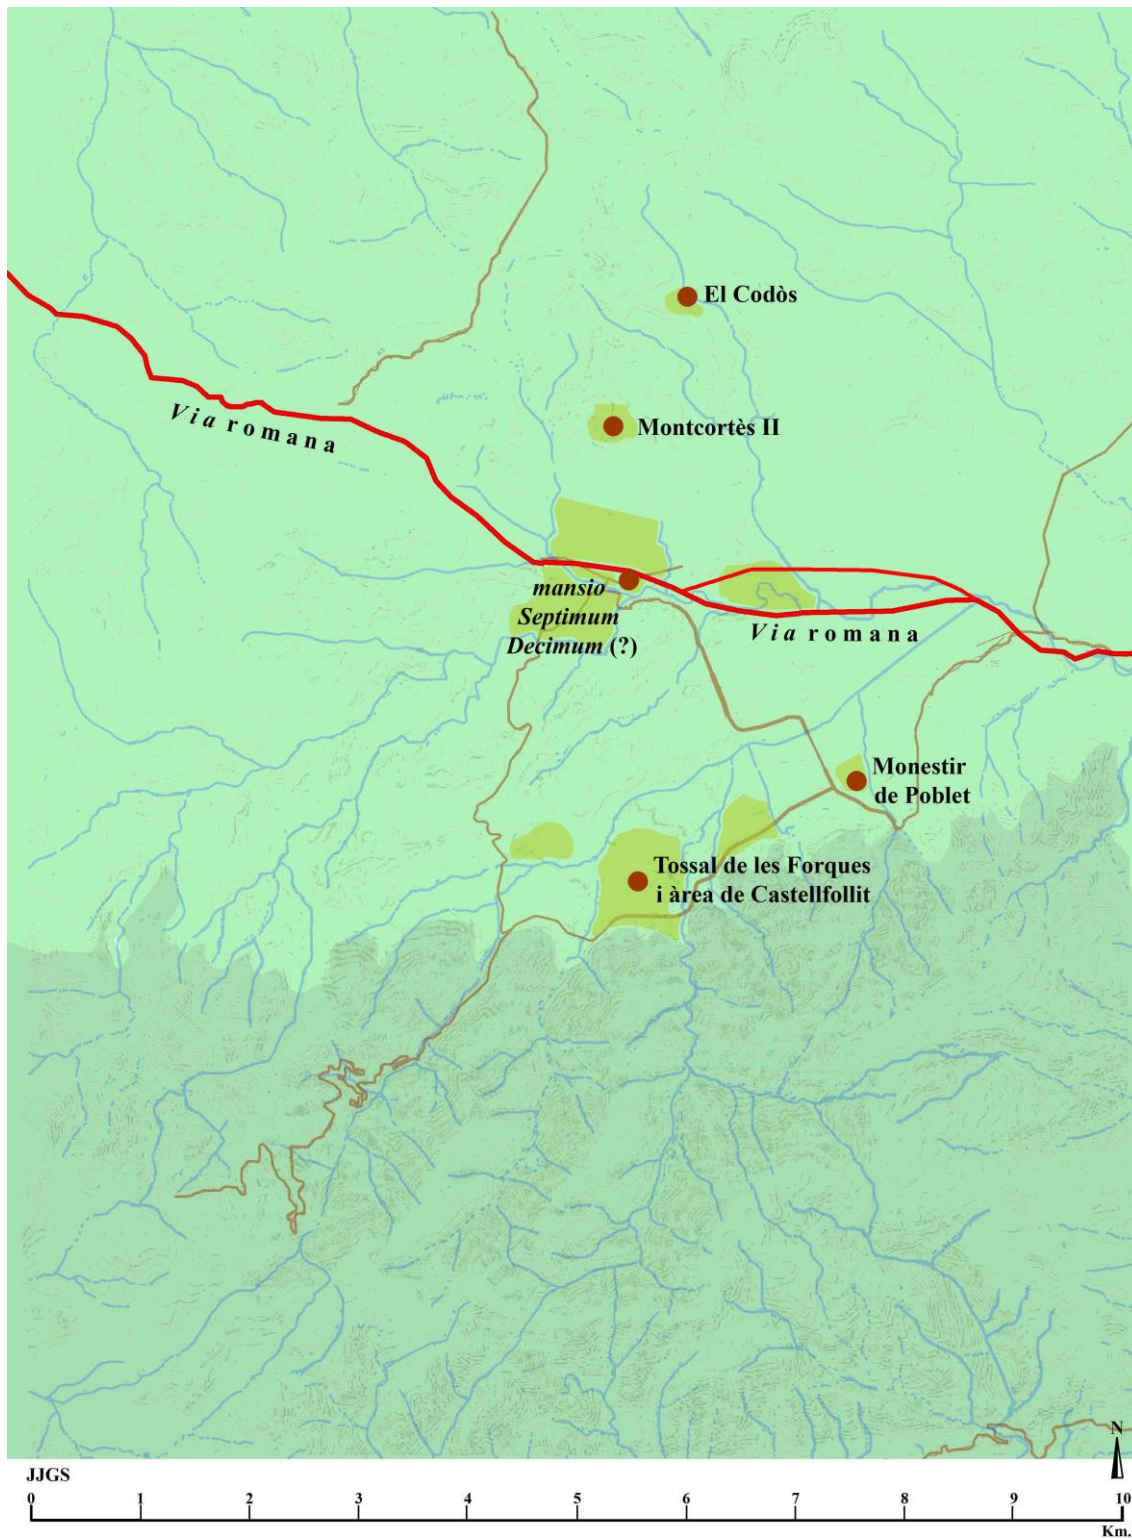 El Codòs
Via romana
Montcortès II
mansio
Septimum
Decimum (?)
Via romana
Monestir
de Poblet
Tossal de les Forques
i àrea de Castellfollit
N
JJGS
0 1 2 3 4 5 6 7 8 9 10
Km.